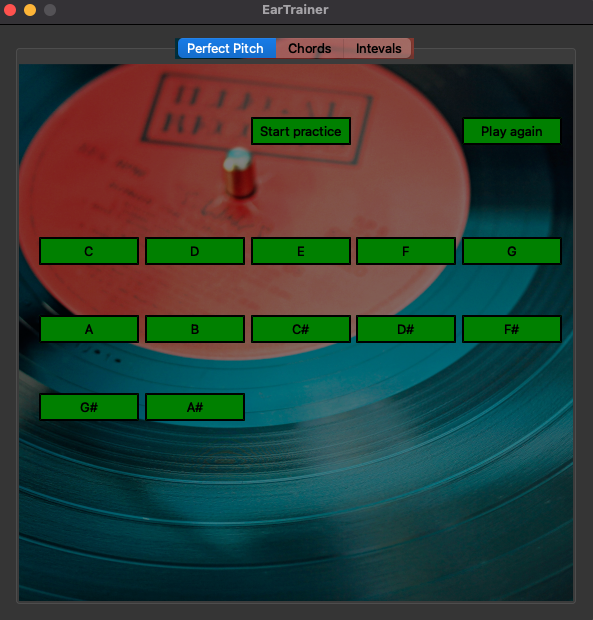 EarTrainer
Perfect Pitch Chords Intevals
Start practice Play again
C D E F G
A B C# D# F#
G# A#